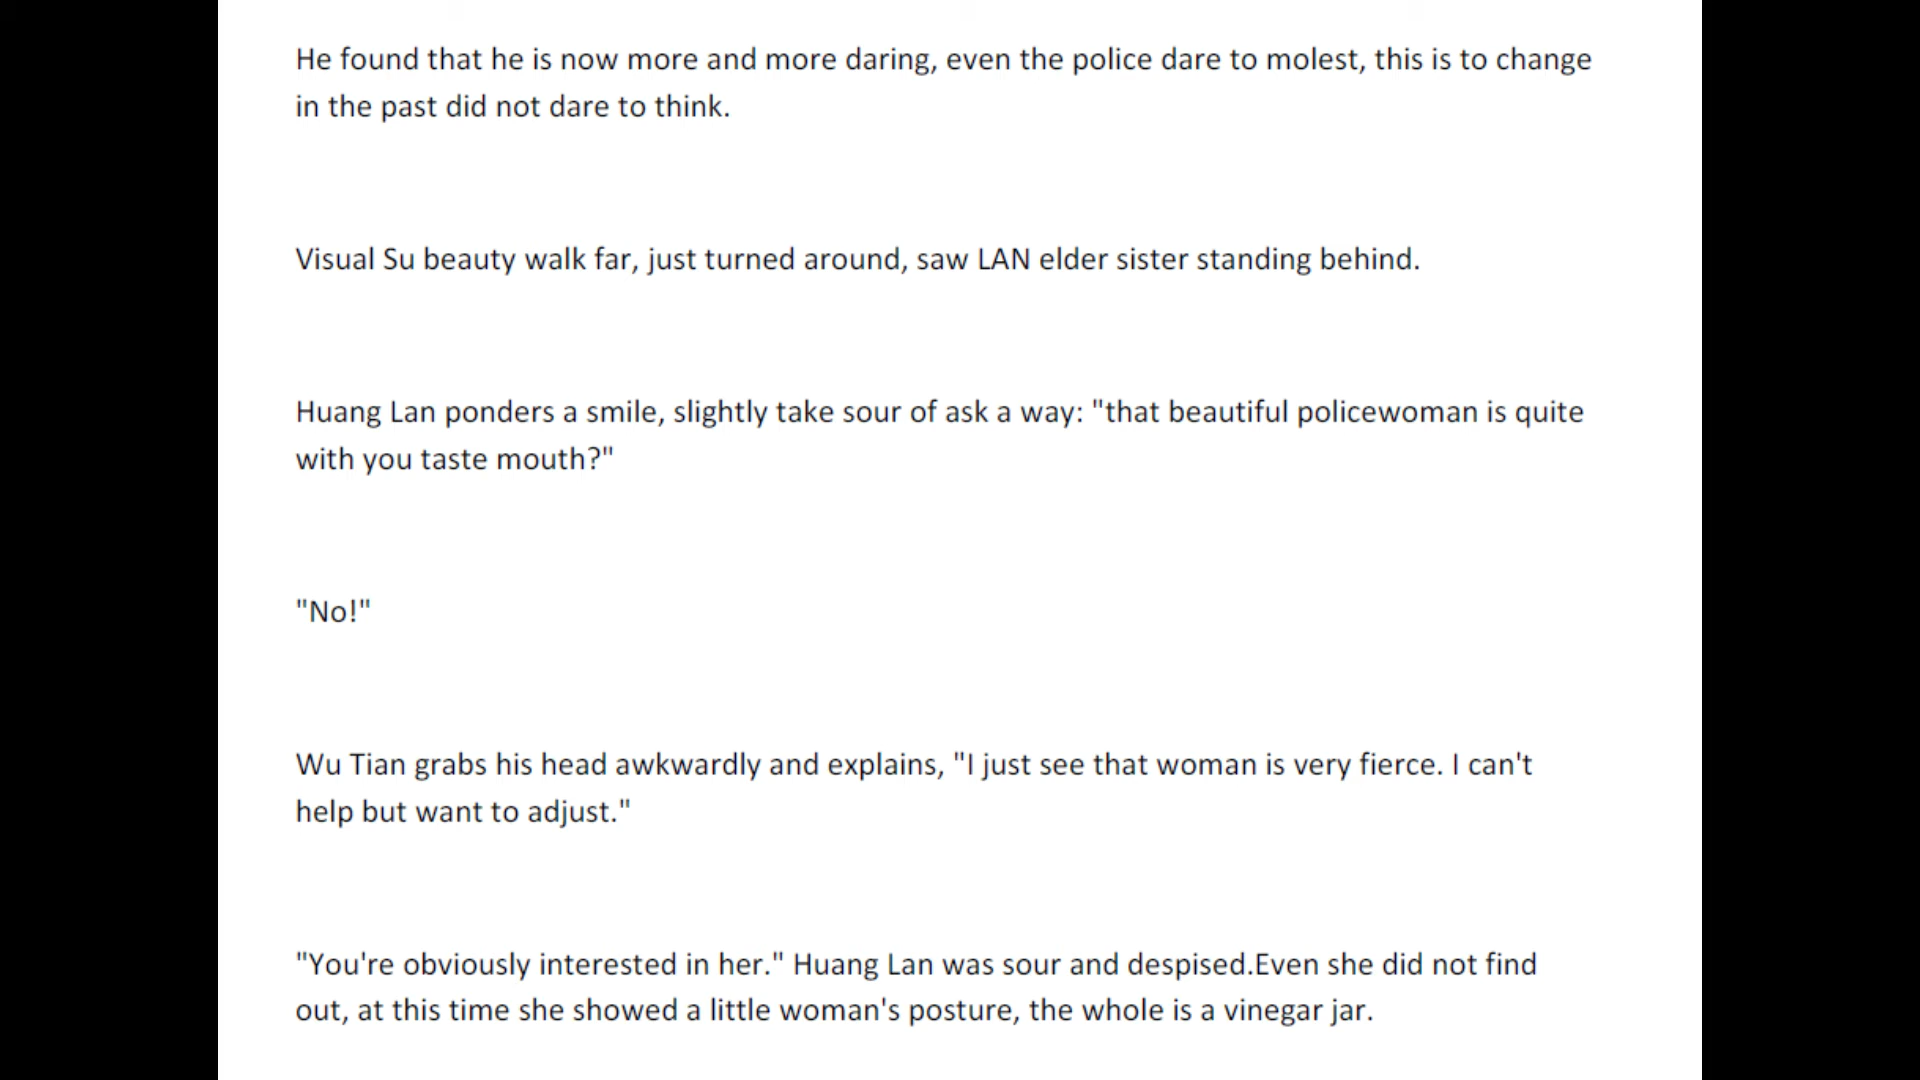 He found that he is now more and more daring, even the police dare to molest, this is to change
in the past did not dare to think.
Visual Su beauty walk far, just turned around, saw LAN elder sister standing behind.
Huang Lan ponders a smile, slightly take sour of ask a way: "that beautiful policewoman is quite
with you taste mouth?"
"No!"
Wu Tian grabs his head awkwardly and explains, "I just see that woman is very fierce. I can't
help but want to adjust."
"You're obviously interested in her." Huang Lan was sour and despised.Even she did not find
out, at this time she showed a little woman's posture, the whole is a vinegar jar.